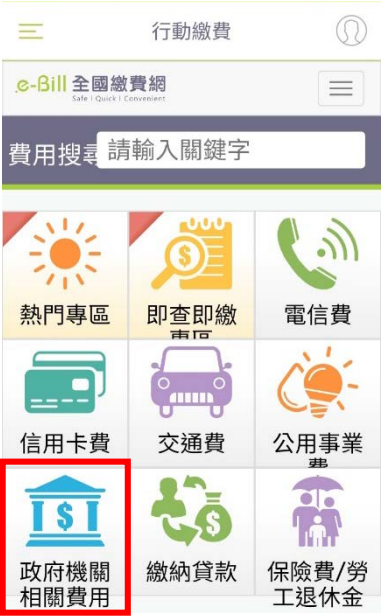 行動繳費
e-Bill 全國繳費網
Safe | Quick | Convenient
費用搜尋 請輸入關鍵字
熱門專區
即查即繳
專區
電信費
信用卡費
交通費
公用事業
費
政府機關
相關費用
繳納貸款
保險費/勞
工退休金